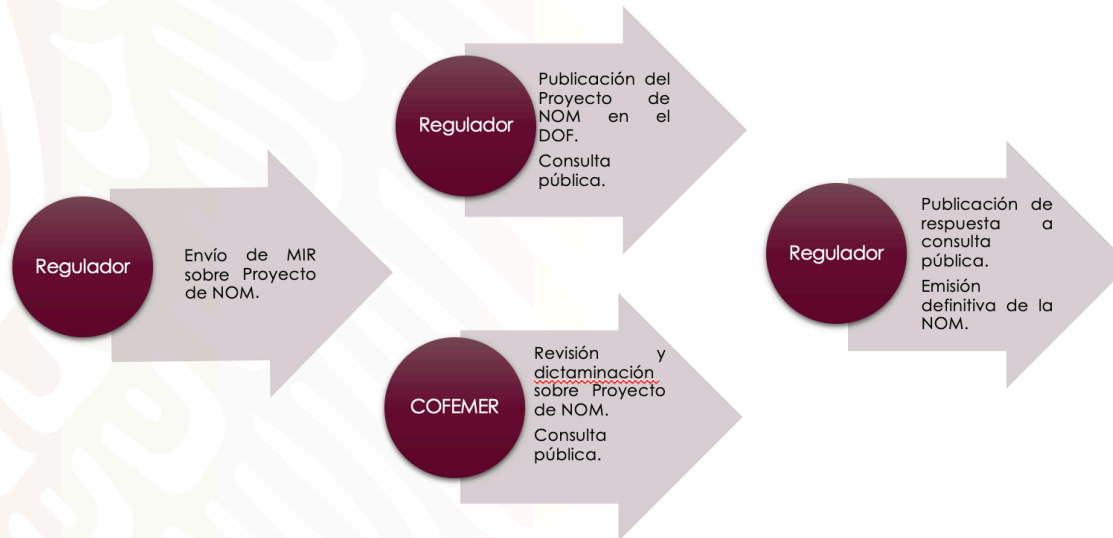 Regulador
Envío de MIR
sobre Proyecto
de NOM.
Regulador
Publicación del
Proyecto de
NOM en el
DOF.
Consulta
pública.
COFEMER
Revisión y
dictaminación
sobre Proyecto
de NOM.
Consulta
pública.
Regulador
Publicación de
respuesta a
consulta
pública.
Emisión
definitiva de la
NOM.